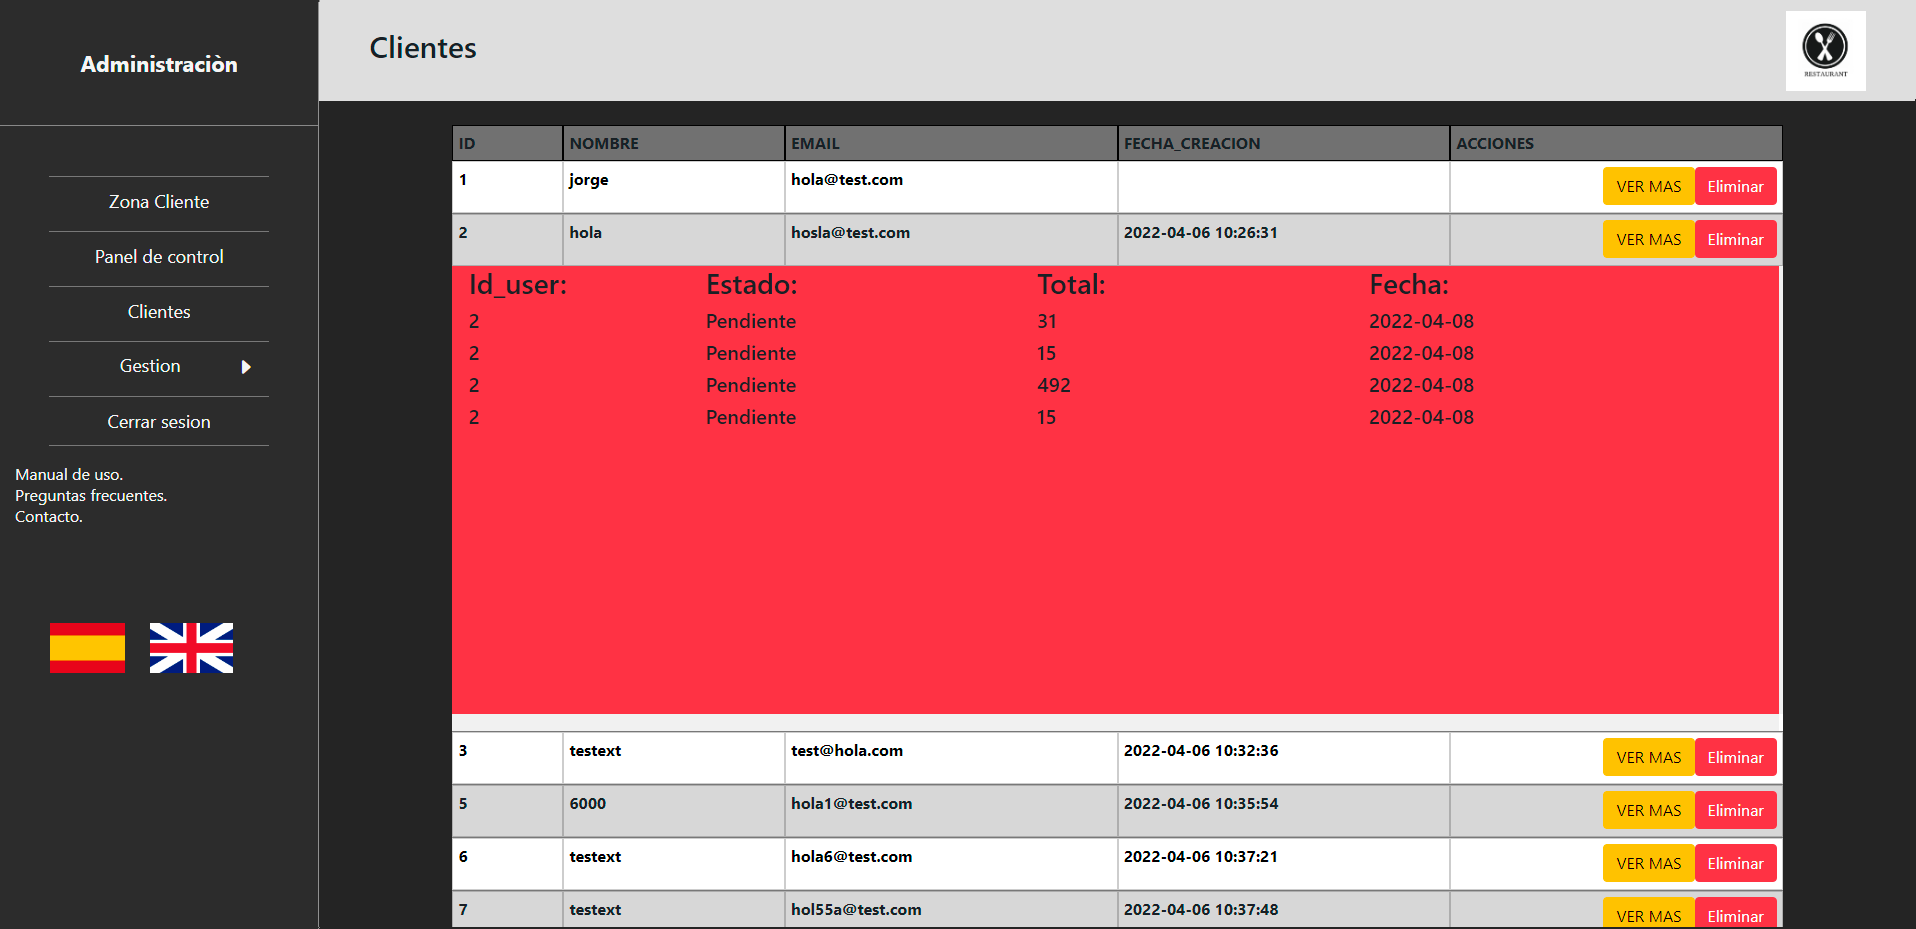 Administraciòn
Clientes
RESTAURANT
Zona Cliente
Panel de control
Clientes
Gestion
Cerrar sesion
Manual de uso.
Preguntas frecuentes.
Contacto.
ID NOMBRE EMAIL FECHA_CREACION ACCIONES
1 jorge hola@test.com VER MAS Eliminar
2 hola hosla@test.com 2022-04-06 10:26:31 VER MAS Eliminar
Id_user: Estado: Total: Fecha:
2 Pendiente 31 2022-04-08
2 Pendiente 15 2022-04-08
2 Pendiente 492 2022-04-08
2 Pendiente 15 2022-04-08
3 testext test@hola.com 2022-04-06 10:32:36 VER MAS Eliminar
5 6000 hola1@test.com 2022-04-06 10:35:54 VER MAS Eliminar
6 testext hola6@test.com 2022-04-06 10:37:21 VER MAS Eliminar
7 testext hol55a@test.com 2022-04-06 10:37:48 VER MAS Eliminar